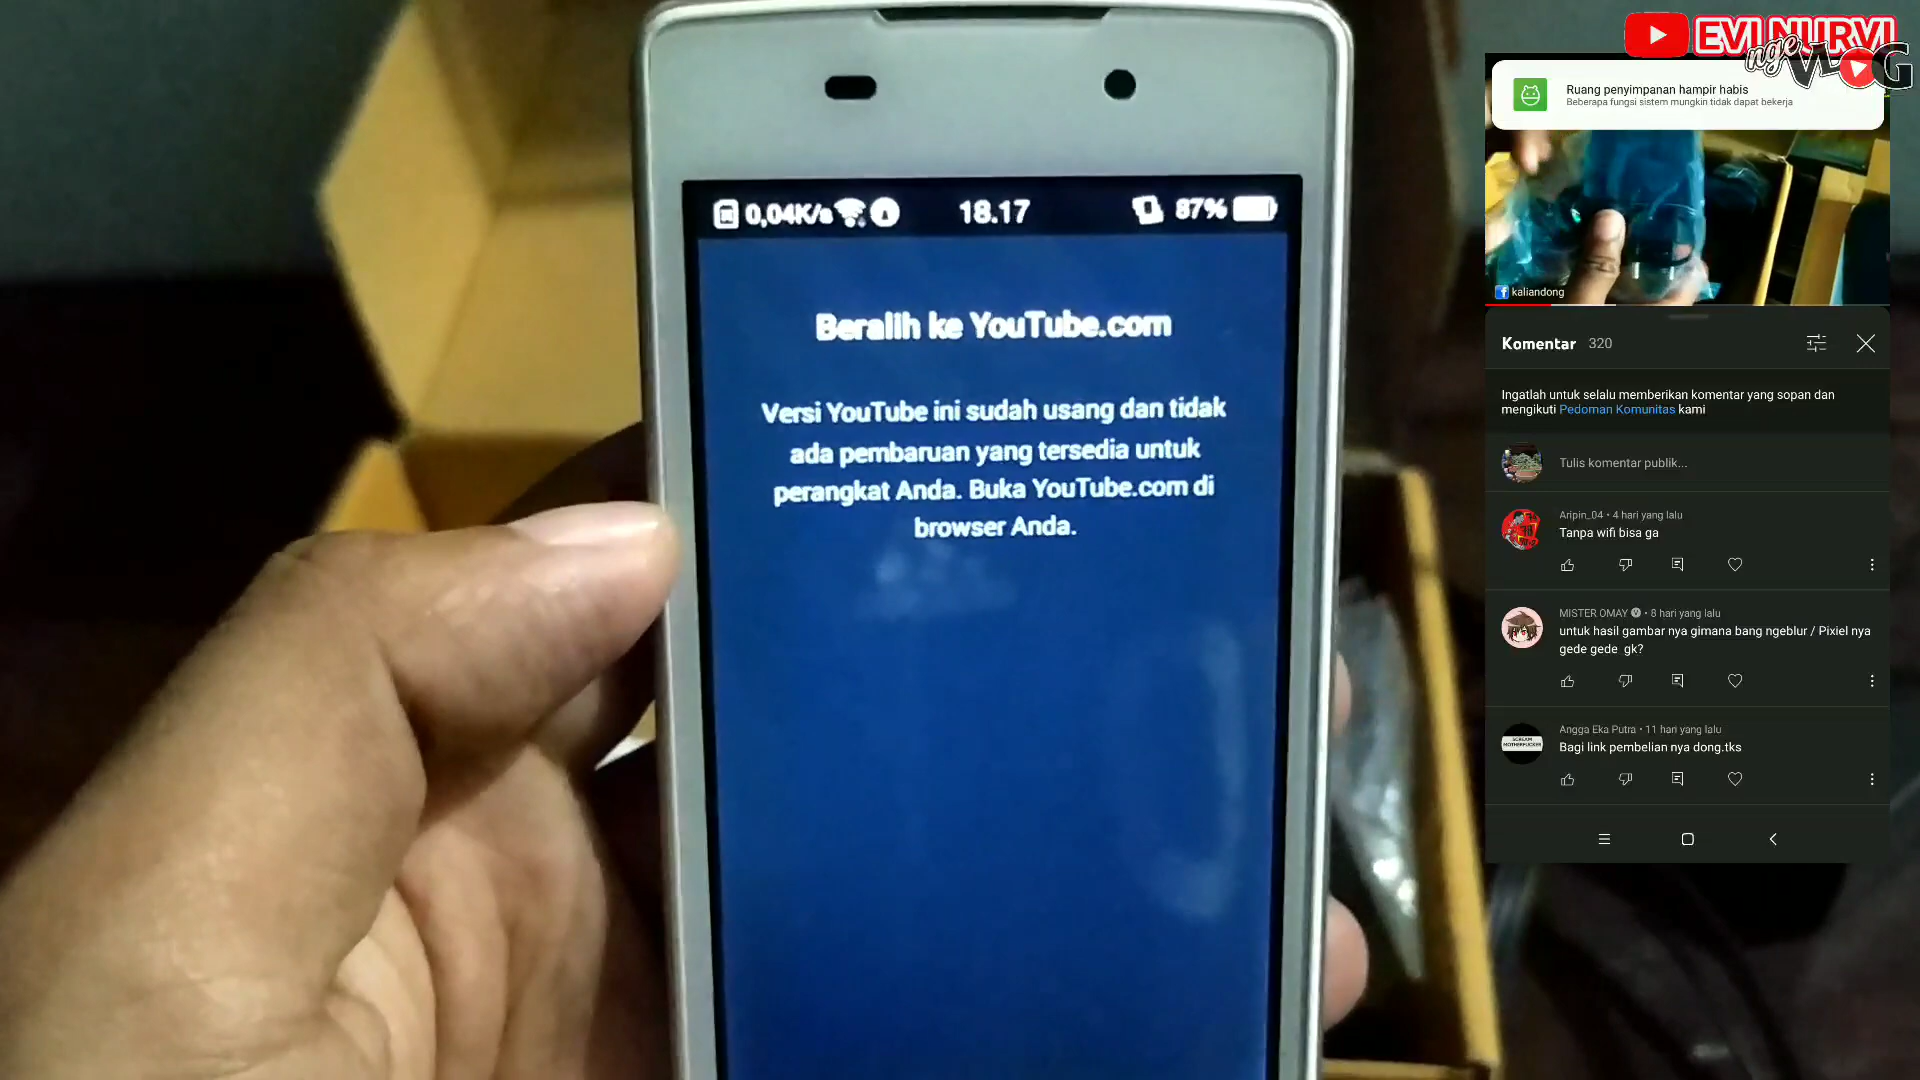 0,04K/s
18.17
87%
Beralih ke YouTube.com
Versi YouTube ini sudah usang dan tidak
ada pembaruan yang tersedia untuk
perangkat Anda. Buka YouTube.com di
browser Anda.
EVI NURVI
nge VLOG
Ruang penyimpanan hampir habis
Beberapa fungsi sistem mungkin tidak dapat bekerja
kaliandong
Komentar 320
Ingatlah untuk selalu memberikan komentar yang sopan dan
mengikuti Pedoman Komunitas kami
Tulis komentar publik...
Aripin_04 • 4 hari yang lalu
Tanpa wifi bisa ga
MISTER OMAY • 8 hari yang lalu
untuk hasil gambar nya gimana bang ngeblur / Pixiel nya
gede gede gk?
SCREAM
MOTHERFUCKER
Angga Eka Putra • 11 hari yang lalu
Bagi link pembelian nya dong.tks